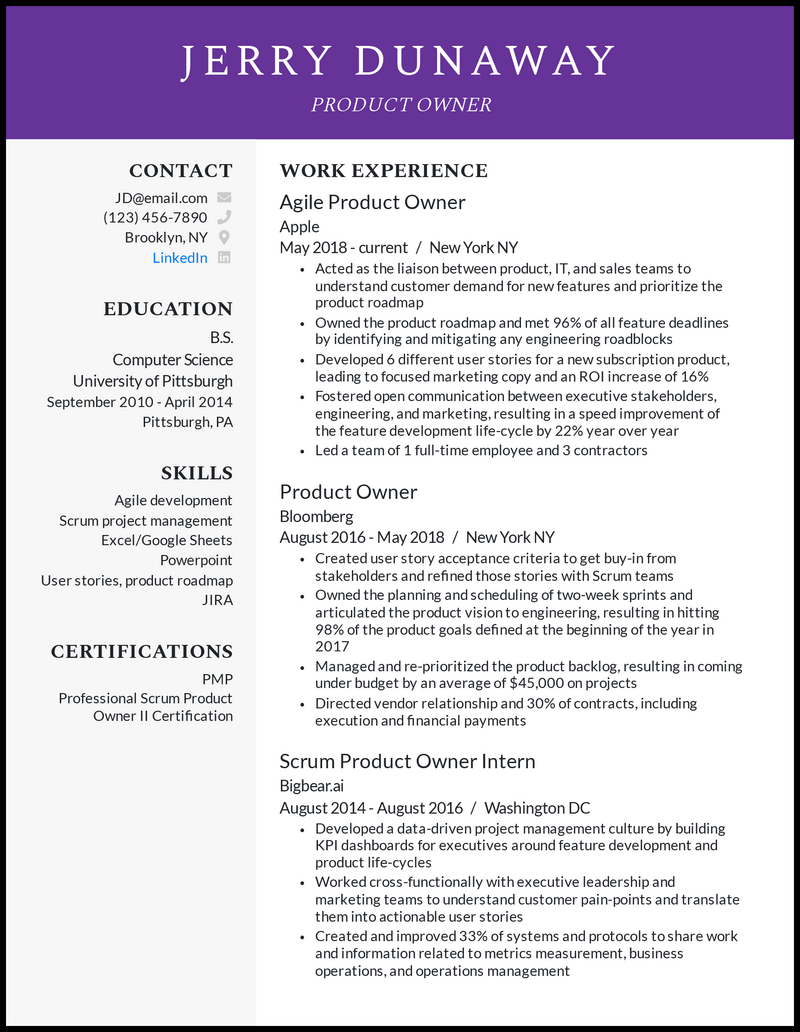 JERRY DUNAWAY
PRODUCT OWNER
CONTACT
JD@email.com
(123) 456-7890
Brooklyn, NY
LinkedIn
EDUCATION
B.S.
Computer Science
University of Pittsburgh
September 2010 - April 2014
Pittsburgh, PA
SKILLS
Agile development
Scrum project management
Excel/Google Sheets
Powerpoint
User stories, product roadmap
JIRA
CERTIFICATIONS
PMP
Professional Scrum Product
Owner II Certification
WORK EXPERIENCE
Agile Product Owner
Apple
May 2018 - current / New York NY
• Acted as the liaison between product, IT, and sales teams to
understand customer demand for new features and prioritize the
product roadmap
• Owned the product roadmap and met 96% of all feature deadlines
by identifying and mitigating any engineering roadblocks
• Developed 6 different user stories for a new subscription product,
leading to focused marketing copy and an ROI increase of 16%
• Fostered open communication between executive stakeholders,
engineering, and marketing, resulting in a speed improvement of
the feature development life-cycle by 22% year over year
• Led a team of 1 full-time employee and 3 contractors
Product Owner
Bloomberg
August 2016 - May 2018 / New York NY
• Created user story acceptance criteria to get buy-in from
stakeholders and refined those stories with Scrum teams
• Owned the planning and scheduling of two-week sprints and
articulated the product vision to engineering, resulting in hitting
98% of the product goals defined at the beginning of the year in
2017
• Managed and re-prioritized the product backlog, resulting in coming
under budget by an average of $45,000 on projects
• Directed vendor relationship and 30% of contracts, including
execution and financial payments
Scrum Product Owner Intern
Bigbear.ai
August 2014 - August 2016 / Washington DC
• Developed a data-driven project management culture by building
KPI dashboards for executives around feature development and
product life-cycles
• Worked cross-functionally with executive leadership and
marketing teams to understand customer pain-points and translate
them into actionable user stories
• Created and improved 33% of systems and protocols to share work
and information related to metrics measurement, business
operations, and operations management